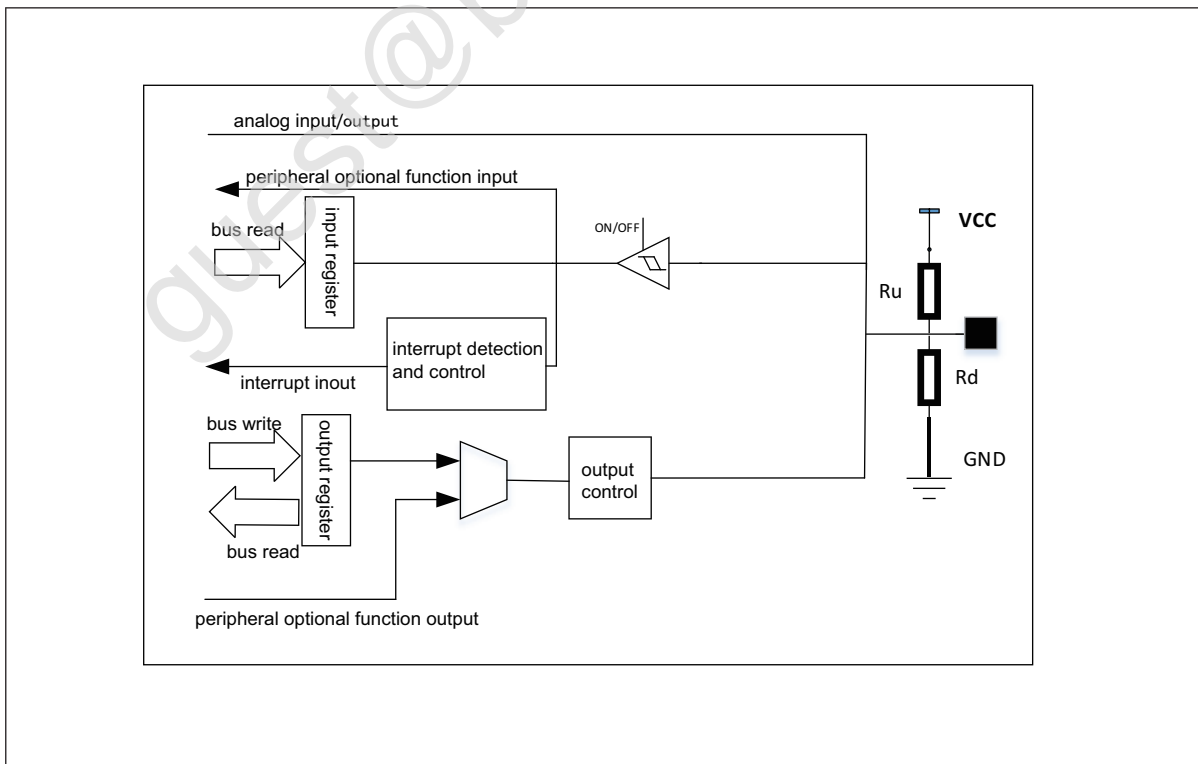 guest@
analog input/output
peripheral optional function input
bus read
input register
ON/OFF
VCC
Ru
interrupt detection
and control
interrupt inout
Rd
bus write
output register
output
control
GND
bus read
peripheral optional function output